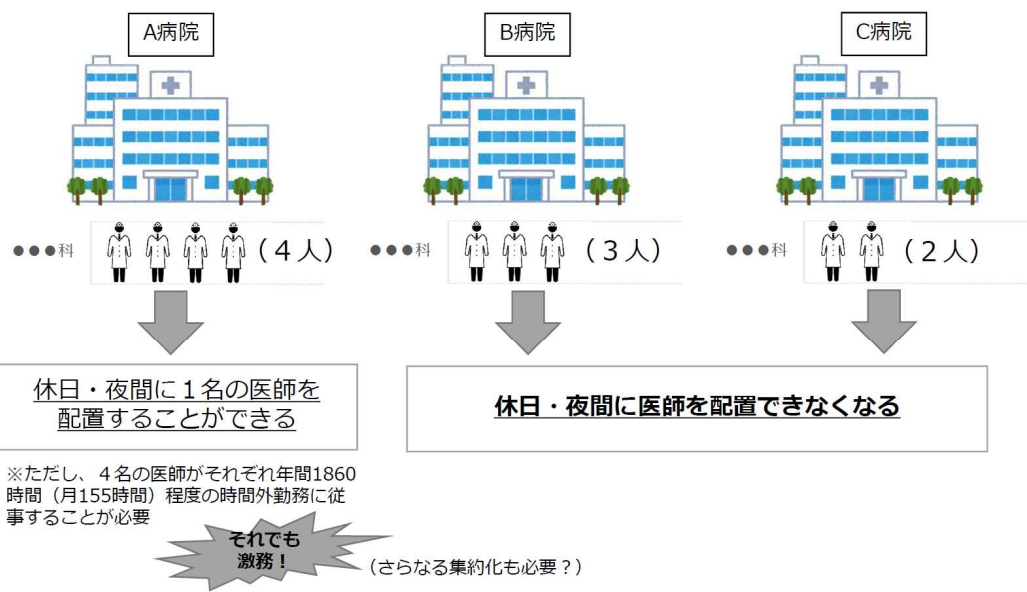 A病院
B病院
C病院
●●●科
（４人）
●●●科
（３人）
●●●科
（２人）
休日・夜間に１名の医師を
配置することができる
休日・夜間に医師を配置できなくなる
※ただし、４名の医師がそれぞれ年間1860
時間（月155時間）程度の時間外勤務に従
事することが必要
それでも
激務！
（さらなる集約化も必要？）